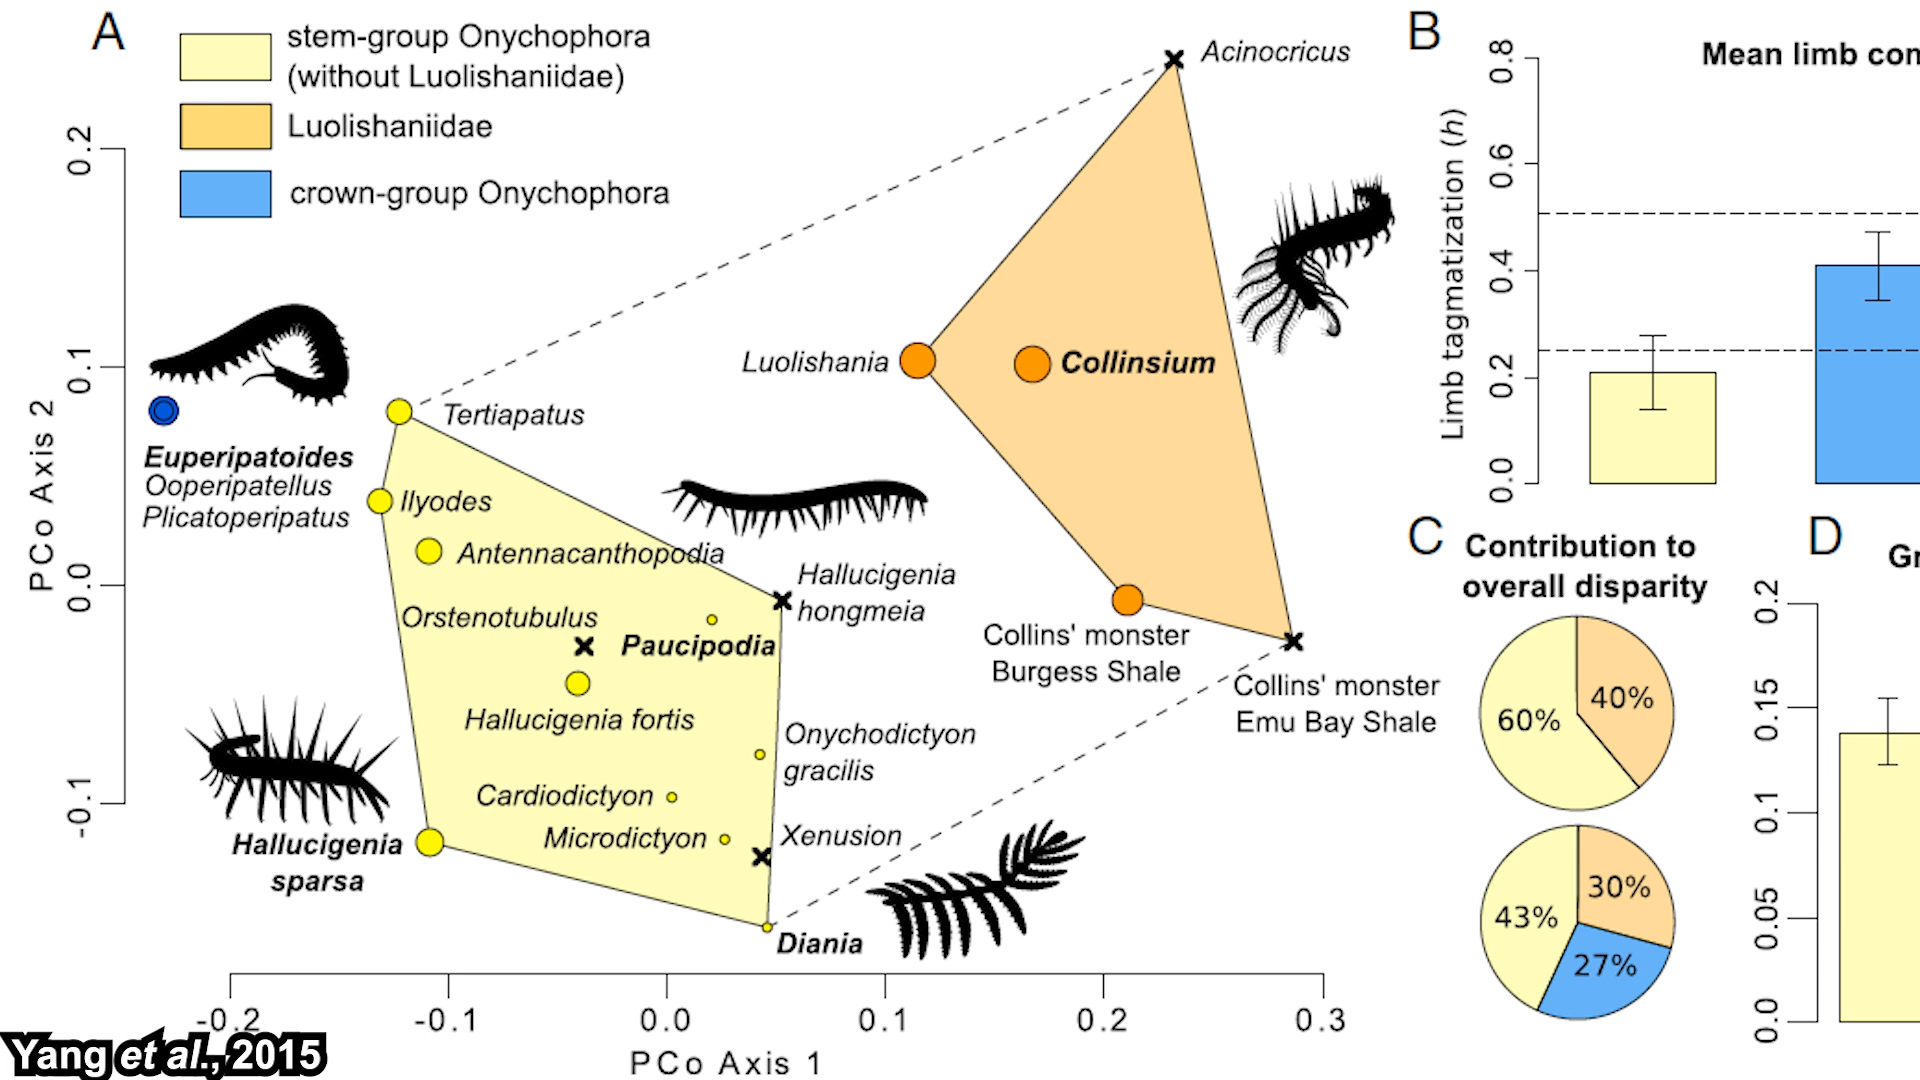 A
stem-group Onychophora
(without Luolishaniidae)
Luolishaniidae
crown-group Onychophora
PCo Axis 2
0.2
0.1
0.0
-0.1
Acinocricus
Luolishania
Collinsium
Tertiapatus
Euperipatoides
Ooperipatellus
Plicatoperipatus
Ilyodes
Antennacanthopodia
Hallucigenia
hongmeia
Orstenotubulus
Paucipodia
Collins' monster
Burgess Shale
Collins' monster
Emu Bay Shale
Hallucigenia fortis
Onychodictyon
gracilis
Cardiodictyon
Microdictyon
Xenusion
Hallucigenia
sparsa
Diania
-0.2
-0.1
0.0
0.1
0.2
0.3
PCo Axis 1
Yang et al., 2015
B
Mean limb con
Limb tagmatization (h)
0.8
0.6
0.4
0.2
0.0
C
Contribution to
overall disparity
60%
40%
43%
30%
27%
D
Gr
0.2
0.15
0.1
0.05
0.0